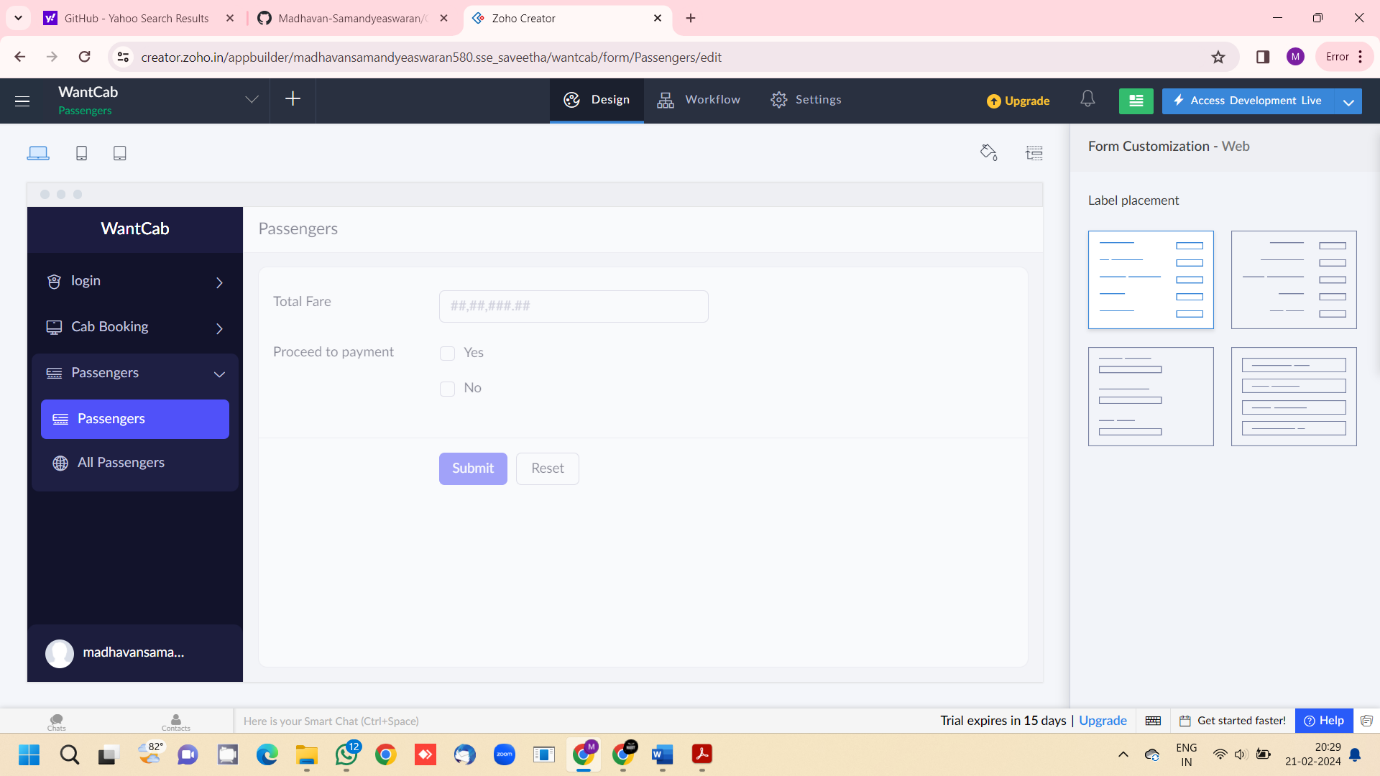 GitHub - Yahoo Search Results
Madhavan-Samandyeaswaran/
Zoho Creator
creator.zoho.in/appbuilder/madhavansamandyeaswaran580.sse_saveetha/wantcab/form/Passengers/edit
M
Error
WantCab
Passengers
Design
Workflow
Settings
Upgrade
Access Development Live
Form Customization - Web
Label placement
WantCab
login
Cab Booking
Passengers
Passengers
All Passengers
madhavansama...
Passengers
Total Fare
##,##,###.##
Proceed to payment
Yes
No
Submit
Reset
Chats
Contacts
Here is your Smart Chat (Ctrl+Space)
Trial expires in 15 days | Upgrade
Get started faster!
Help
82°
12
zoom
M
ENG
IN
20:29
21-02-2024